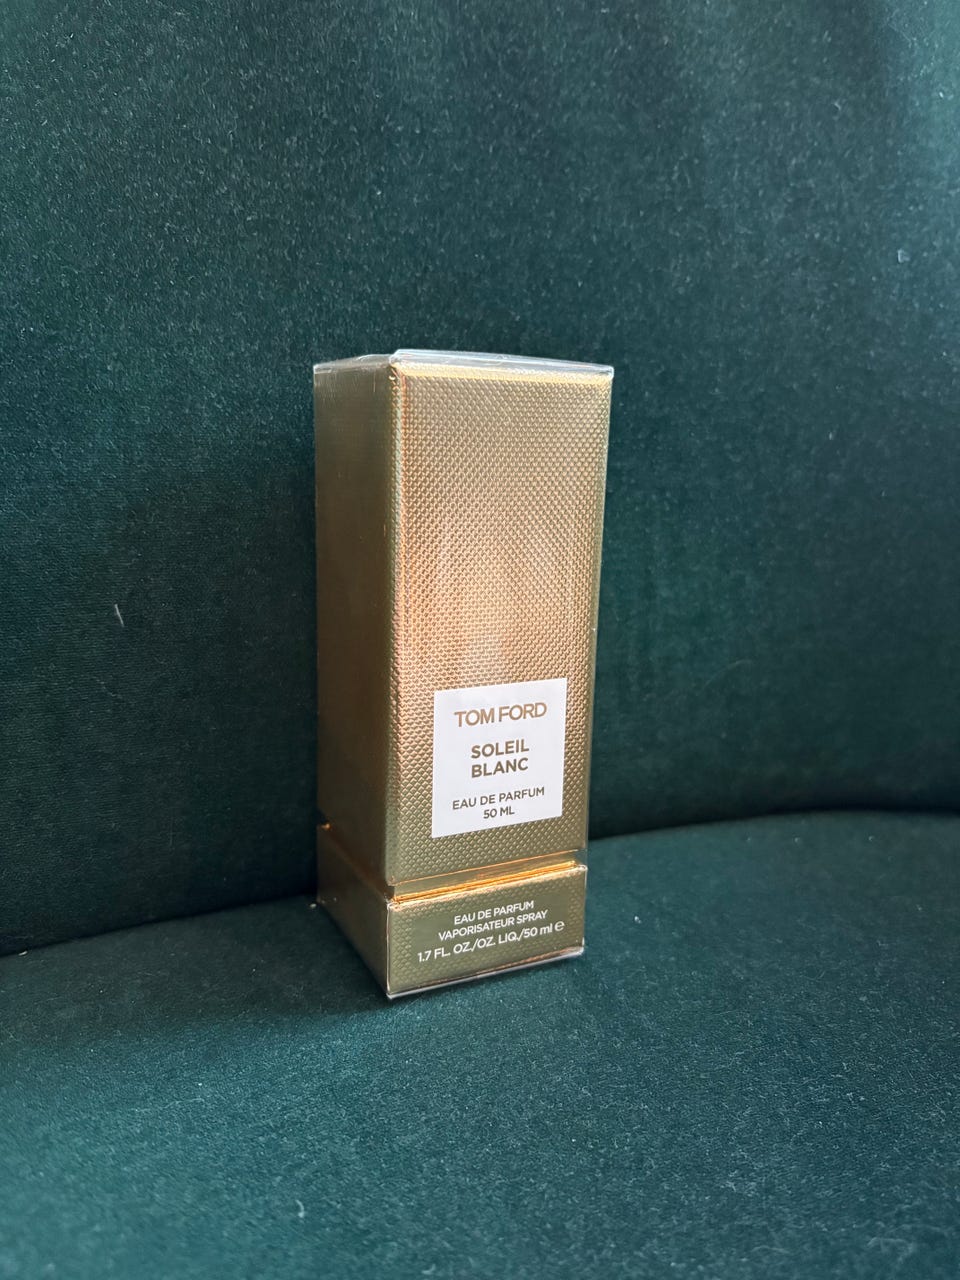 TOM FORD
SOLEIL
BLANC
EAU DE PARFUM
50 ML
EAU DE PARFUM
VAPORISATEUR SPRAY
1.7 FL. OZ./OZ. LIQ./50 ml ℮